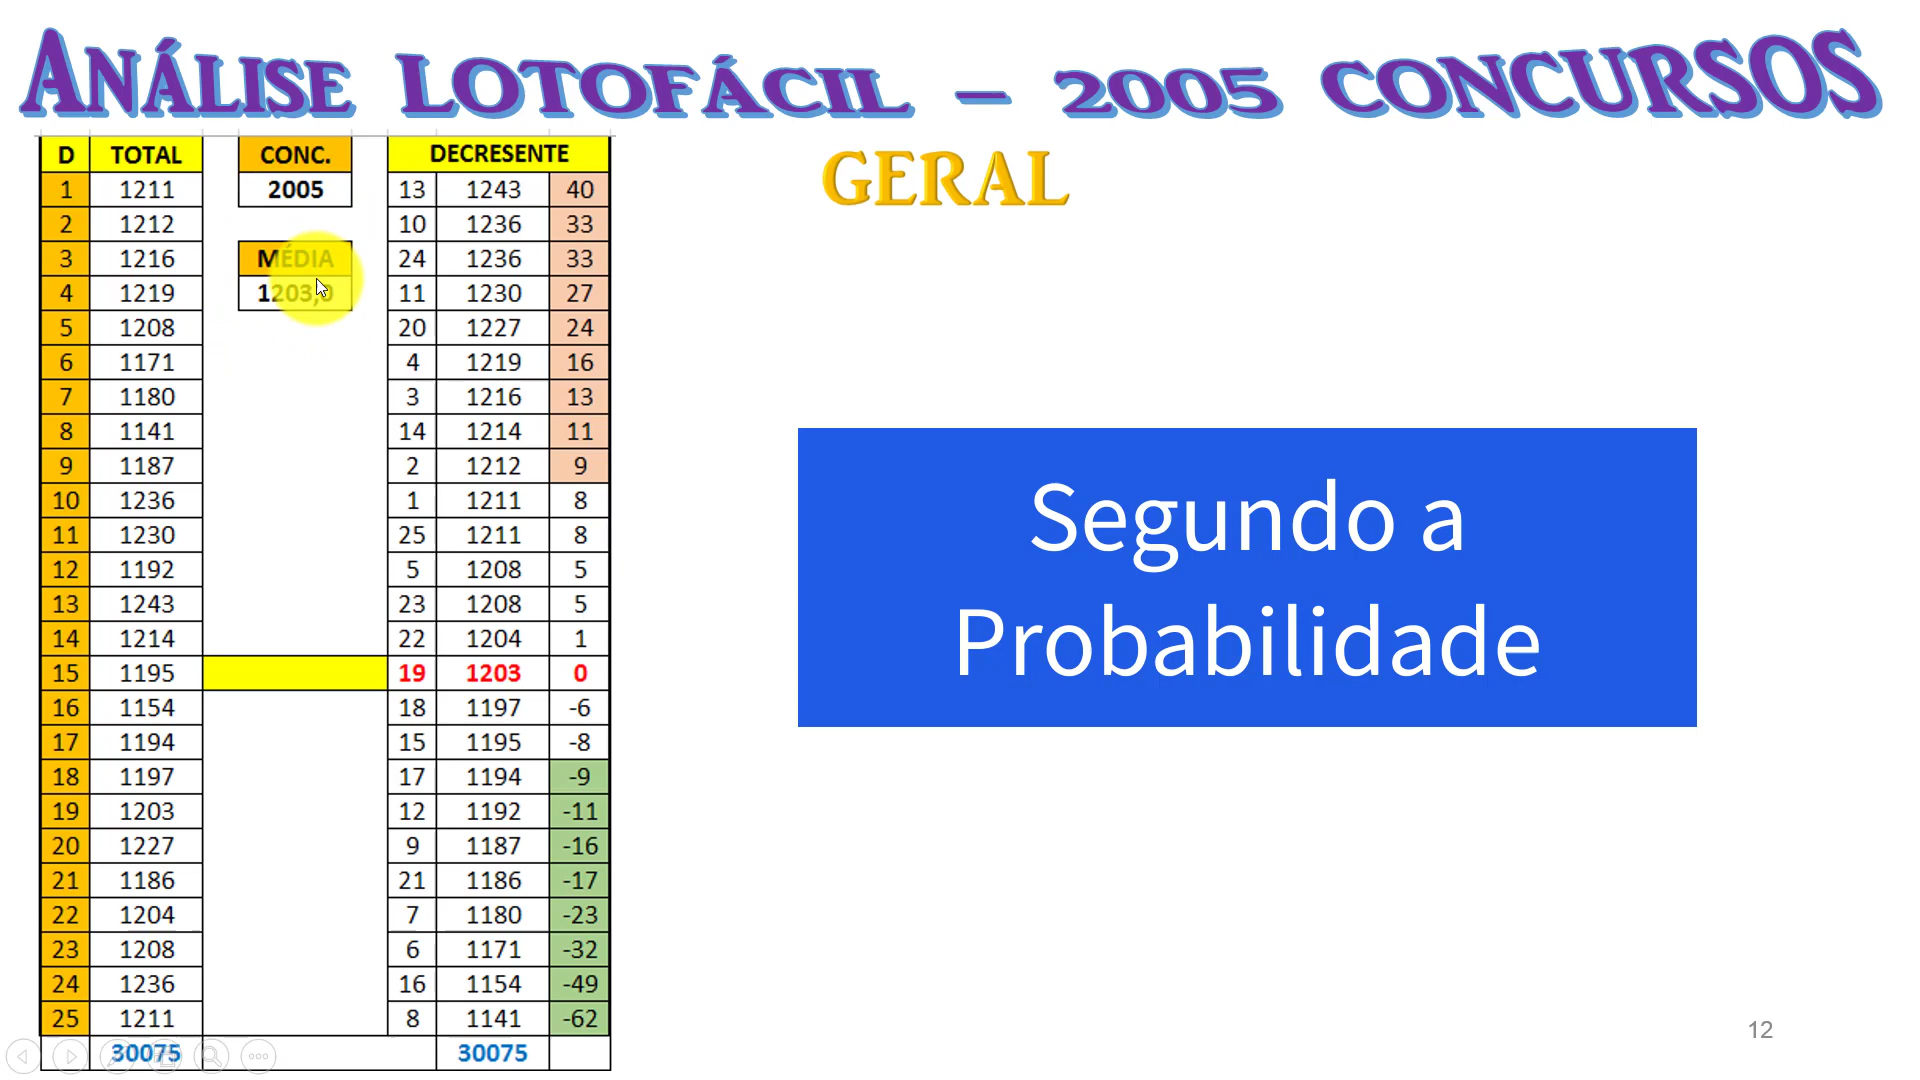 ANÁLISE LOTOFÁCIL – 2005 CONCURSOS
GERAL
D TOTAL CONC. DECRESENTE
1 1211 2005 13 1243 40
2 1212 10 1236 33
3 1216 MÉDIA 24 1236 33
4 1219 1203,0 11 1230 27
5 1208 20 1227 24
6 1171 4 1219 16
7 1180 3 1216 13
8 1141 14 1214 11
9 1187 2 1212 9
10 1236 1 1211 8
11 1230 25 1211 8
12 1192 5 1208 5
13 1243 23 1208 5
14 1214 22 1204 1
15 1195 19 1203 0
16 1154 18 1197 -6
17 1194 15 1195 -8
18 1197 17 1194 -9
19 1203 12 1192 -11
20 1227 9 1187 -16
21 1186 21 1186 -17
22 1204 7 1180 -23
23 1208 6 1171 -32
24 1236 16 1154 -49
25 1211 8 1141 -62
30075 30075
Segundo a
Probabilidade
12